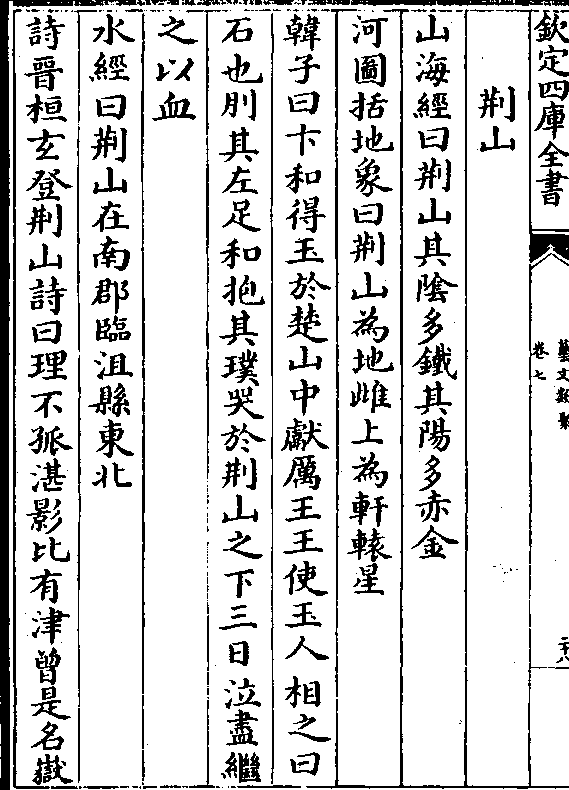 欽定四庫全書
藝文類聚
卷七
荆山
山海經曰荆山其陰多鐵其陽多赤金
河圖括地象曰荆山為地雌上為軒轅星
韓子曰卞和得玉於楚山中獻厲王王使玉人相之曰
石也刖其左足和抱其璞哭於荆山之下三日泣盡繼
之以血
水經曰荆山在南郡臨沮縣東北
詩晉桓玄登荆山詩曰理不孤湛影比有津曾是名嶽